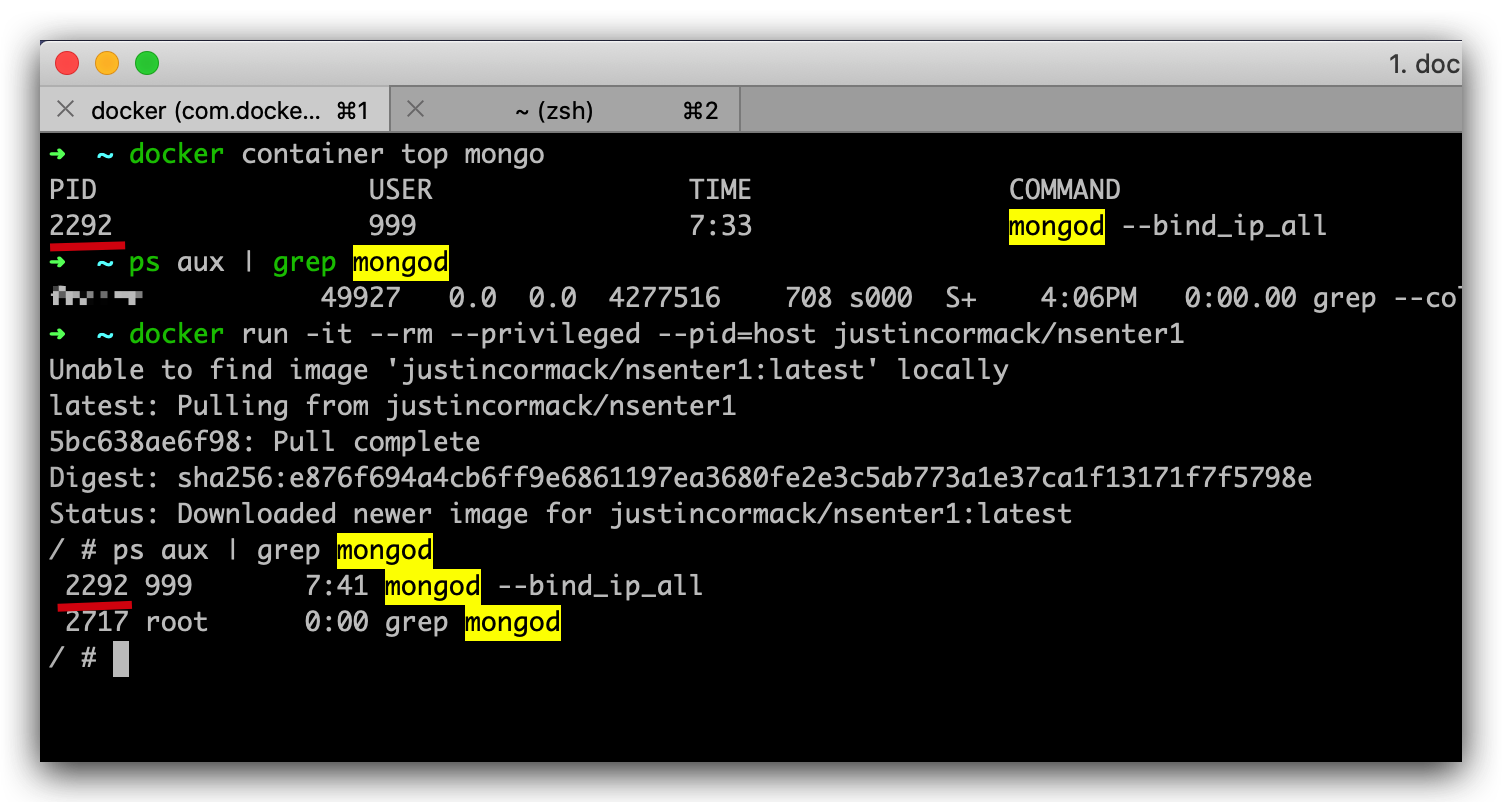 1. doc
docker (com.docke... ⌘1 ~ (zsh) ⌘2
➜ ~ docker container top mongo
PID USER TIME COMMAND
2292 999 7:33 mongod --bind_ip_all
➜ ~ ps aux | grep mongod
49927 0.0 0.0 4277516 708 s000 S+ 4:06PM 0:00.00 grep --col
➜ ~ docker run -it --rm --privileged --pid=host justincormack/nsenter1
Unable to find image 'justincormack/nsenter1:latest' locally
latest: Pulling from justincormack/nsenter1
5bc638ae6f98: Pull complete
Digest: sha256:e876f694a4cb6ff9e6861197ea3680fe2e3c5ab773a1e37ca1f13171f7f5798e
Status: Downloaded newer image for justincormack/nsenter1:latest
/ # ps aux | grep mongod
2292 999 7:41 mongod --bind_ip_all
2717 root 0:00 grep mongod
/ #